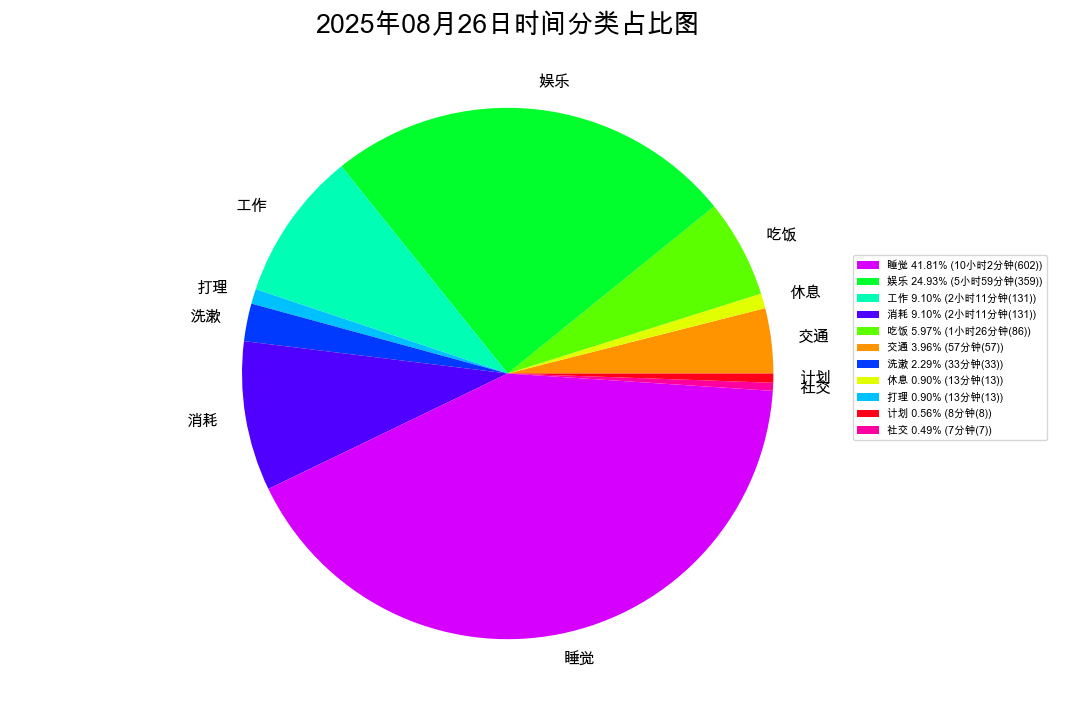 2025年08月26日时间分类占比图
娱乐
工作
吃饭
打理
休息
洗漱
交通
计划
社交
消耗
睡觉
睡觉 41.81% (10小时2分钟(602))
娱乐 24.93% (5小时59分钟(359))
工作 9.10% (2小时11分钟(131))
消耗 9.10% (2小时11分钟(131))
吃饭 5.97% (1小时26分钟(86))
交通 3.96% (57分钟(57))
洗漱 2.29% (33分钟(33))
休息 0.90% (13分钟(13))
打理 0.90% (13分钟(13))
计划 0.56% (8分钟(8))
社交 0.49% (7分钟(7))